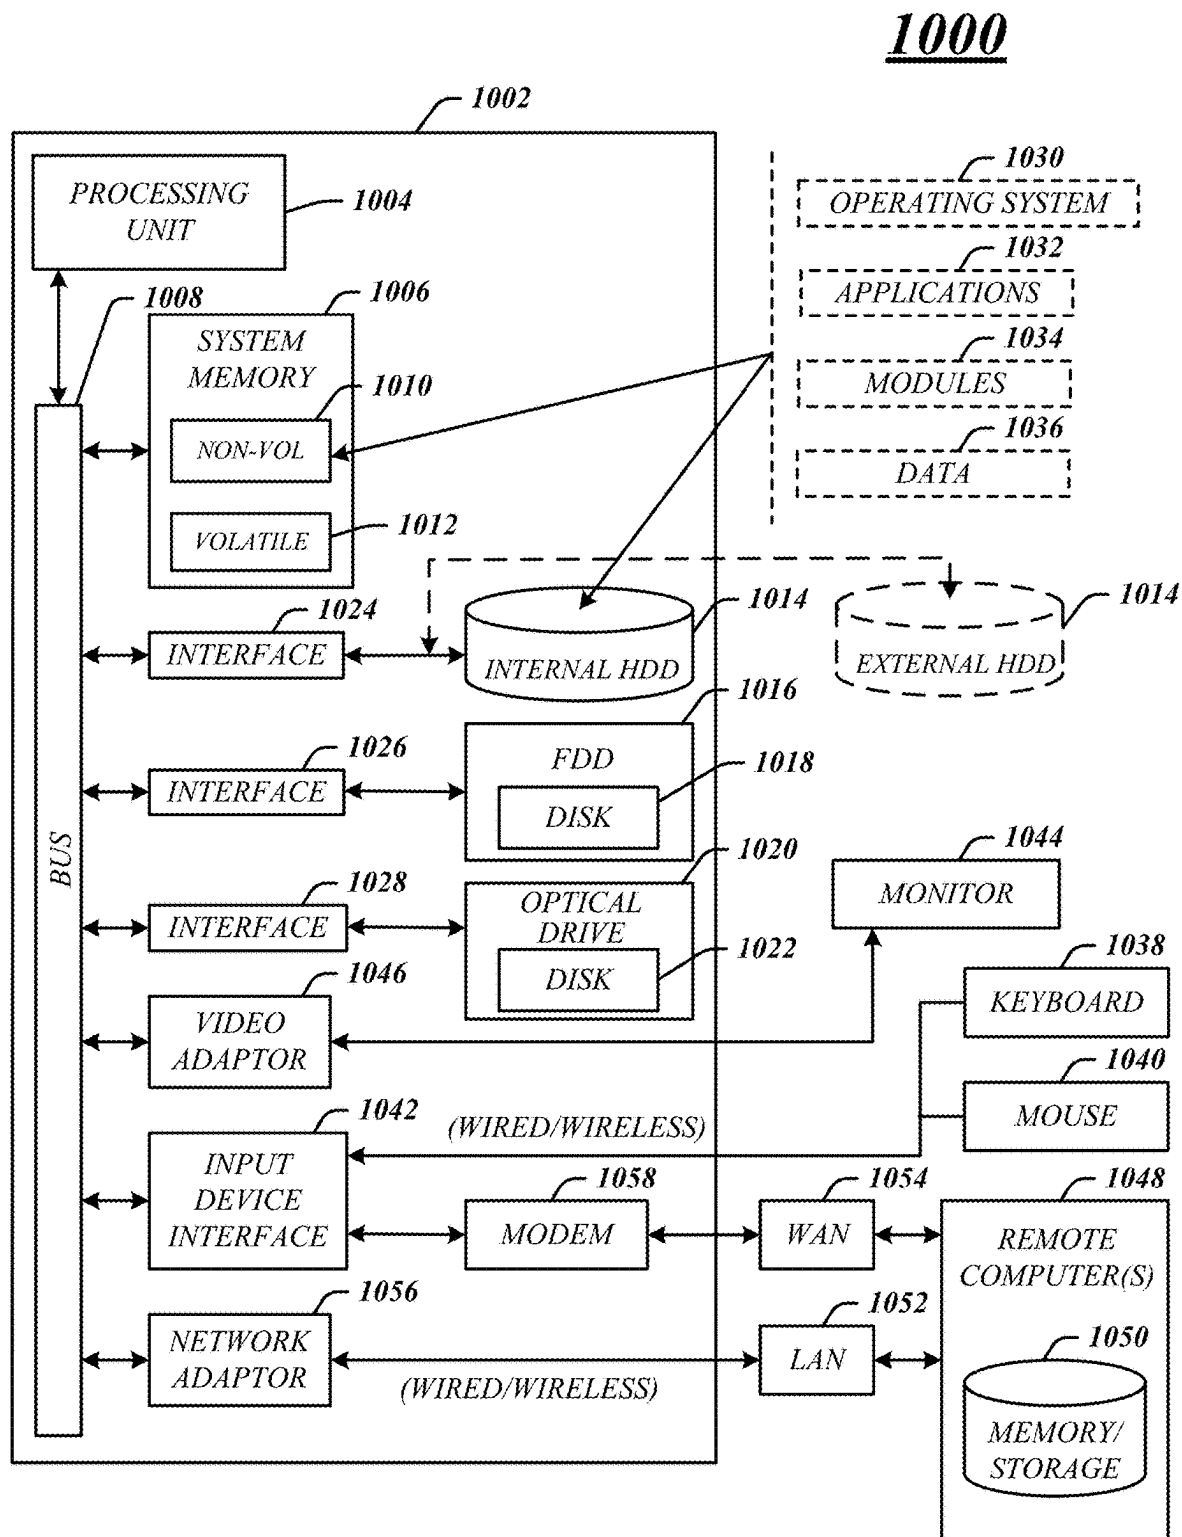 1000
1002
PROCESSING
UNIT
1004
1030
OPERATING SYSTEM
1032
APPLICATIONS
1034
MODULES
1036
DATA
1008
1006
SYSTEM
MEMORY
1010
NON-VOL
1012
VOLATILE
BUS
1024
INTERFACE
1014
INTERNAL HDD
1014
EXTERNAL HDD
1026
INTERFACE
1016
FDD
1018
DISK
1028
INTERFACE
1020
OPTICAL
DRIVE
1022
DISK
1044
MONITOR
1046
VIDEO
ADAPTOR
1038
KEYBOARD
1040
MOUSE
1042
INPUT
DEVICE
INTERFACE
(WIRED/WIRELESS)
1058
MODEM
1054
WAN
1048
REMOTE
COMPUTER(S)
1056
NETWORK
ADAPTOR
(WIRED/WIRELESS)
1052
LAN
1050
MEMORY/
STORAGE